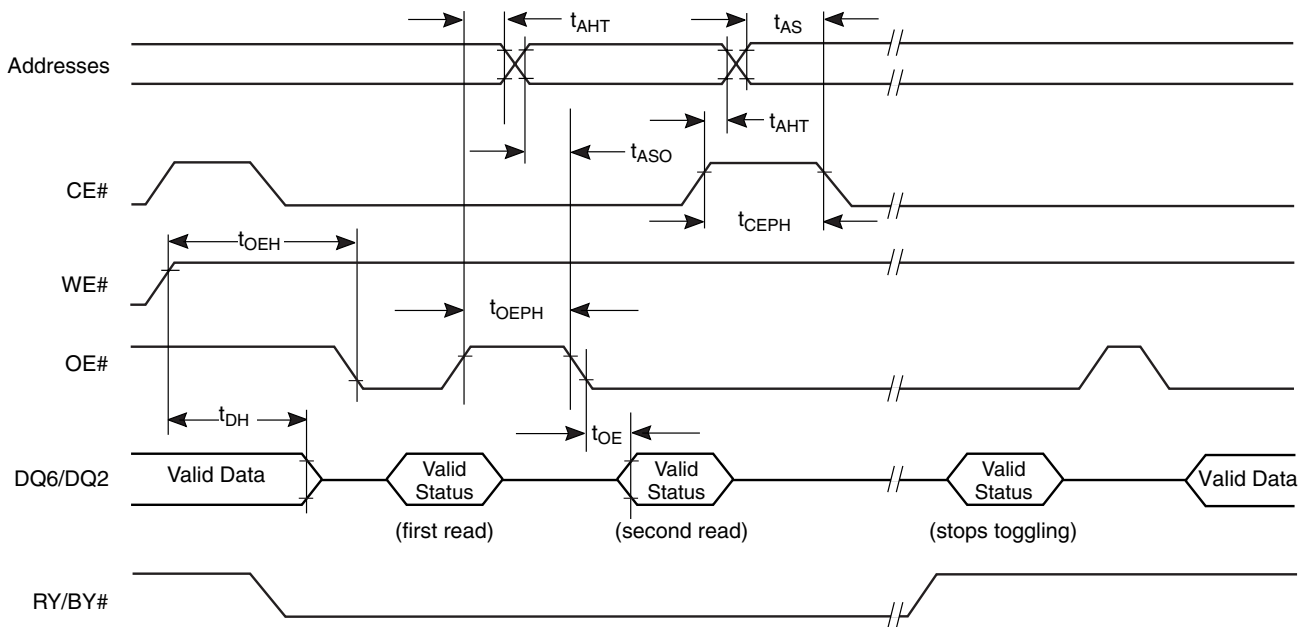 tAHT
tAS
Addresses
tAHT
tASO
CE#
tCEPH
tOEH
WE#
tOEPH
OE#
tDH
tOE
DQ6/DQ2
Valid Data
Valid
Status
Valid
Status
Valid
Status
Valid Data
(first read)
(second read)
(stops toggling)
RY/BY#